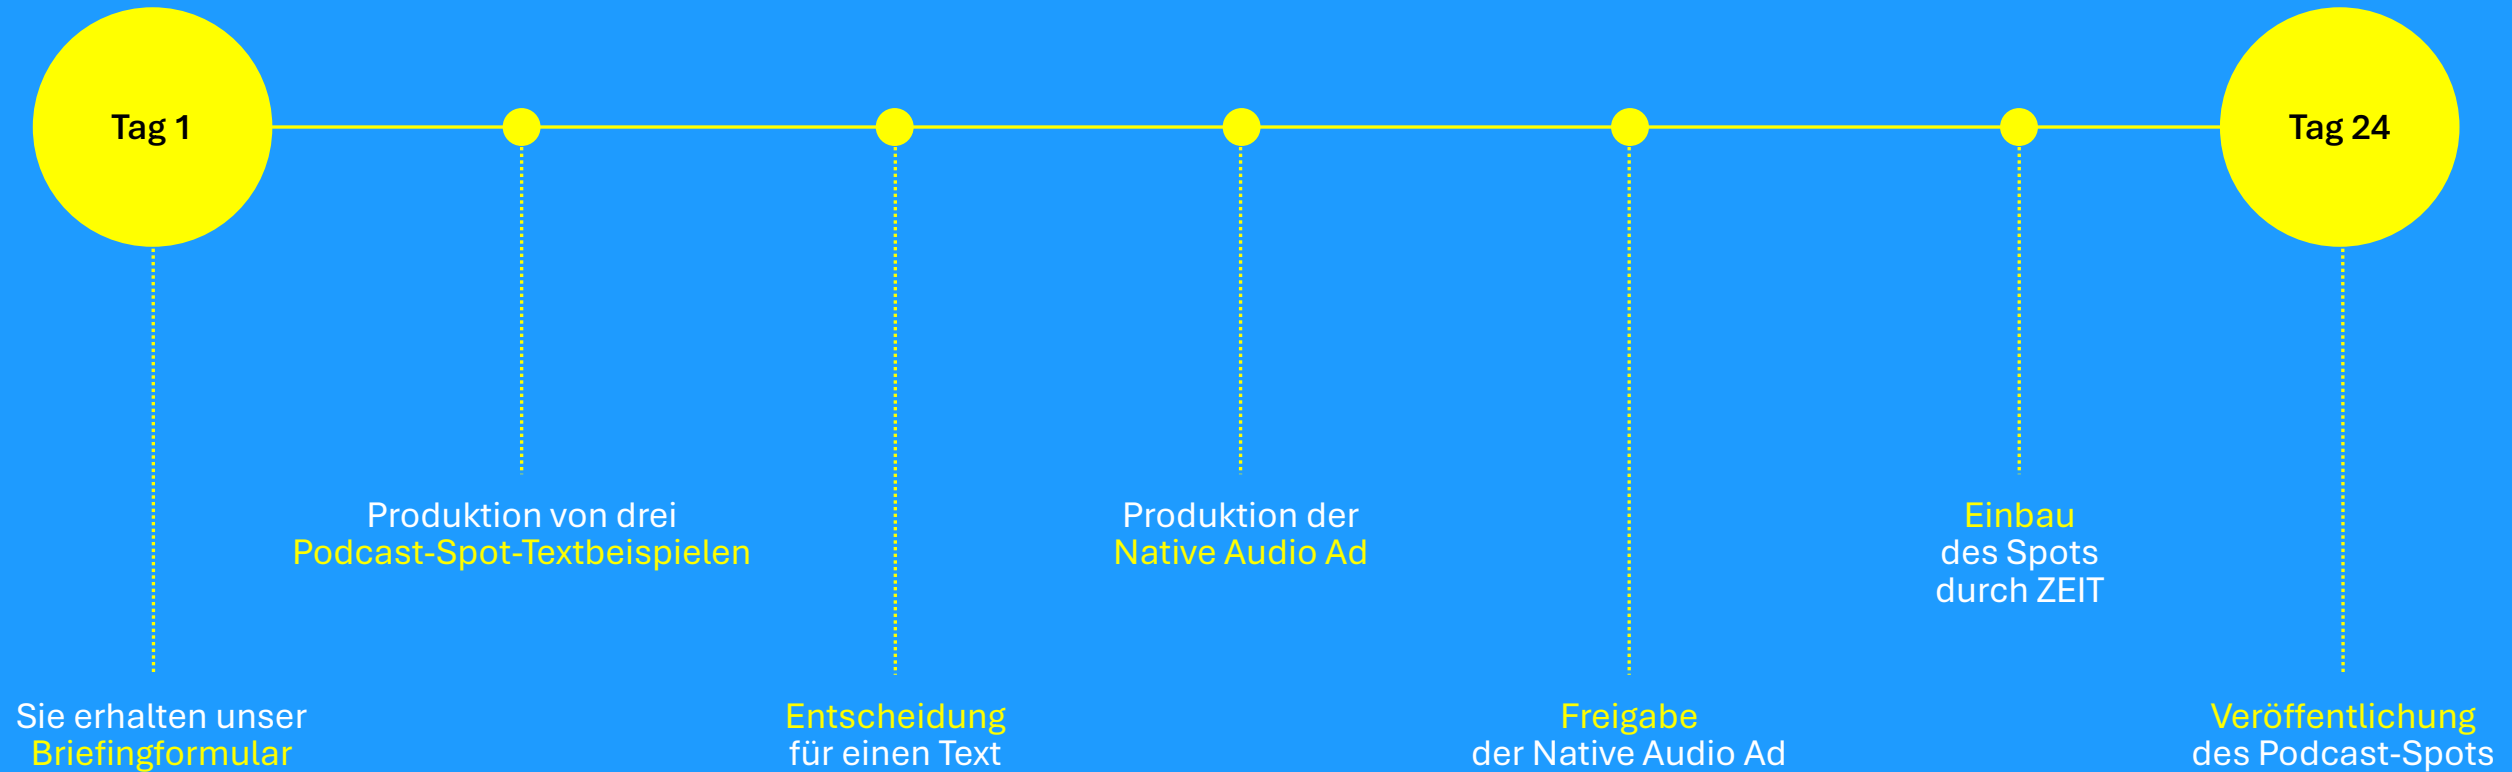 Tag 1
Tag 24
Produktion von drei
Podcast-Spot-Textbeispielen
Produktion der
Native Audio Ad
Einbau
des Spots
durch ZEIT
Sie erhalten unser
Briefingformular
Entscheidung
für einen Text
Freigabe
der Native Audio Ad
Veröffentlichung
des Podcast-Spots